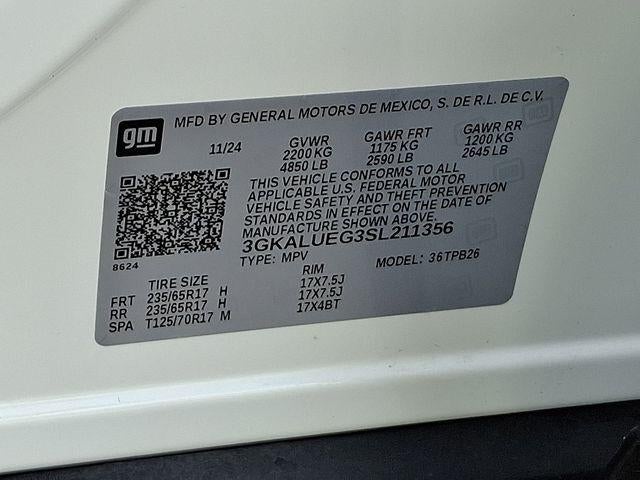 gm
MFD BY GENERAL MOTORS DE MEXICO, S. DE R.L. DE C.V.
11/24 GVWR GAWR FRT GAWR RR
2200 KG 1175 KG 1200 KG
4850 LB 2590 LB 2645 LB
THIS VEHICLE CONFORMS TO ALL
APPLICABLE U.S. FEDERAL MOTOR
VEHICLE SAFETY AND THEFT PREVENTION
STANDARDS IN EFFECT ON THE DATE OF
MANUFACTURE SHOWN ABOVE.
3GKALUEG3SL211356
8624
TYPE: MPV MODEL: 36TPB26
TIRE SIZE RIM
FRT 235/65R17 H 17X7.5J
RR 235/65R17 H 17X7.5J
SPA T125/70R17 M 17X4BT